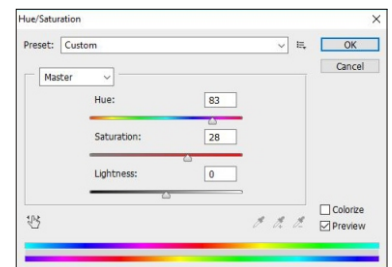 Hue/Saturation
Preset: Custom
OK
Cancel
Master
Hue: 83
Saturation: 28
Lightness: 0
Colorize
Preview